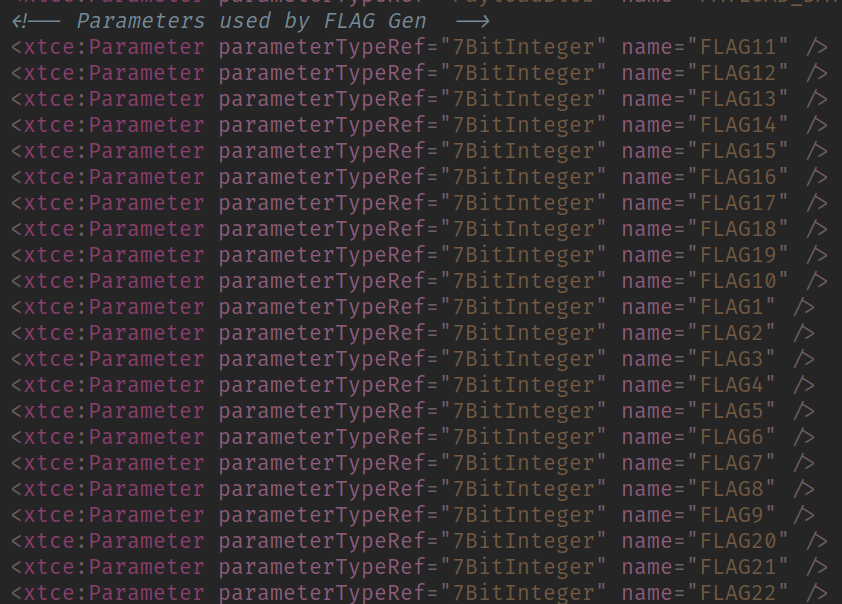 <!-- Parameters used by FLAG Gen  -->
<xtce:Parameter parameterTypeRef="7BitInteger" name="FLAG11" />
<xtce:Parameter parameterTypeRef="7BitInteger" name="FLAG12" />
<xtce:Parameter parameterTypeRef="7BitInteger" name="FLAG13" />
<xtce:Parameter parameterTypeRef="7BitInteger" name="FLAG14" />
<xtce:Parameter parameterTypeRef="7BitInteger" name="FLAG15" />
<xtce:Parameter parameterTypeRef="7BitInteger" name="FLAG16" />
<xtce:Parameter parameterTypeRef="7BitInteger" name="FLAG17" />
<xtce:Parameter parameterTypeRef="7BitInteger" name="FLAG18" />
<xtce:Parameter parameterTypeRef="7BitInteger" name="FLAG19" />
<xtce:Parameter parameterTypeRef="7BitInteger" name="FLAG10" />
<xtce:Parameter parameterTypeRef="7BitInteger" name="FLAG1" />
<xtce:Parameter parameterTypeRef="7BitInteger" name="FLAG2" />
<xtce:Parameter parameterTypeRef="7BitInteger" name="FLAG3" />
<xtce:Parameter parameterTypeRef="7BitInteger" name="FLAG4" />
<xtce:Parameter parameterTypeRef="7BitInteger" name="FLAG5" />
<xtce:Parameter parameterTypeRef="7BitInteger" name="FLAG6" />
<xtce:Parameter parameterTypeRef="7BitInteger" name="FLAG7" />
<xtce:Parameter parameterTypeRef="7BitInteger" name="FLAG8" />
<xtce:Parameter parameterTypeRef="7BitInteger" name="FLAG9" />
<xtce:Parameter parameterTypeRef="7BitInteger" name="FLAG20" />
<xtce:Parameter parameterTypeRef="7BitInteger" name="FLAG21" />
<xtce:Parameter parameterTypeRef="7BitInteger" name="FLAG22" />